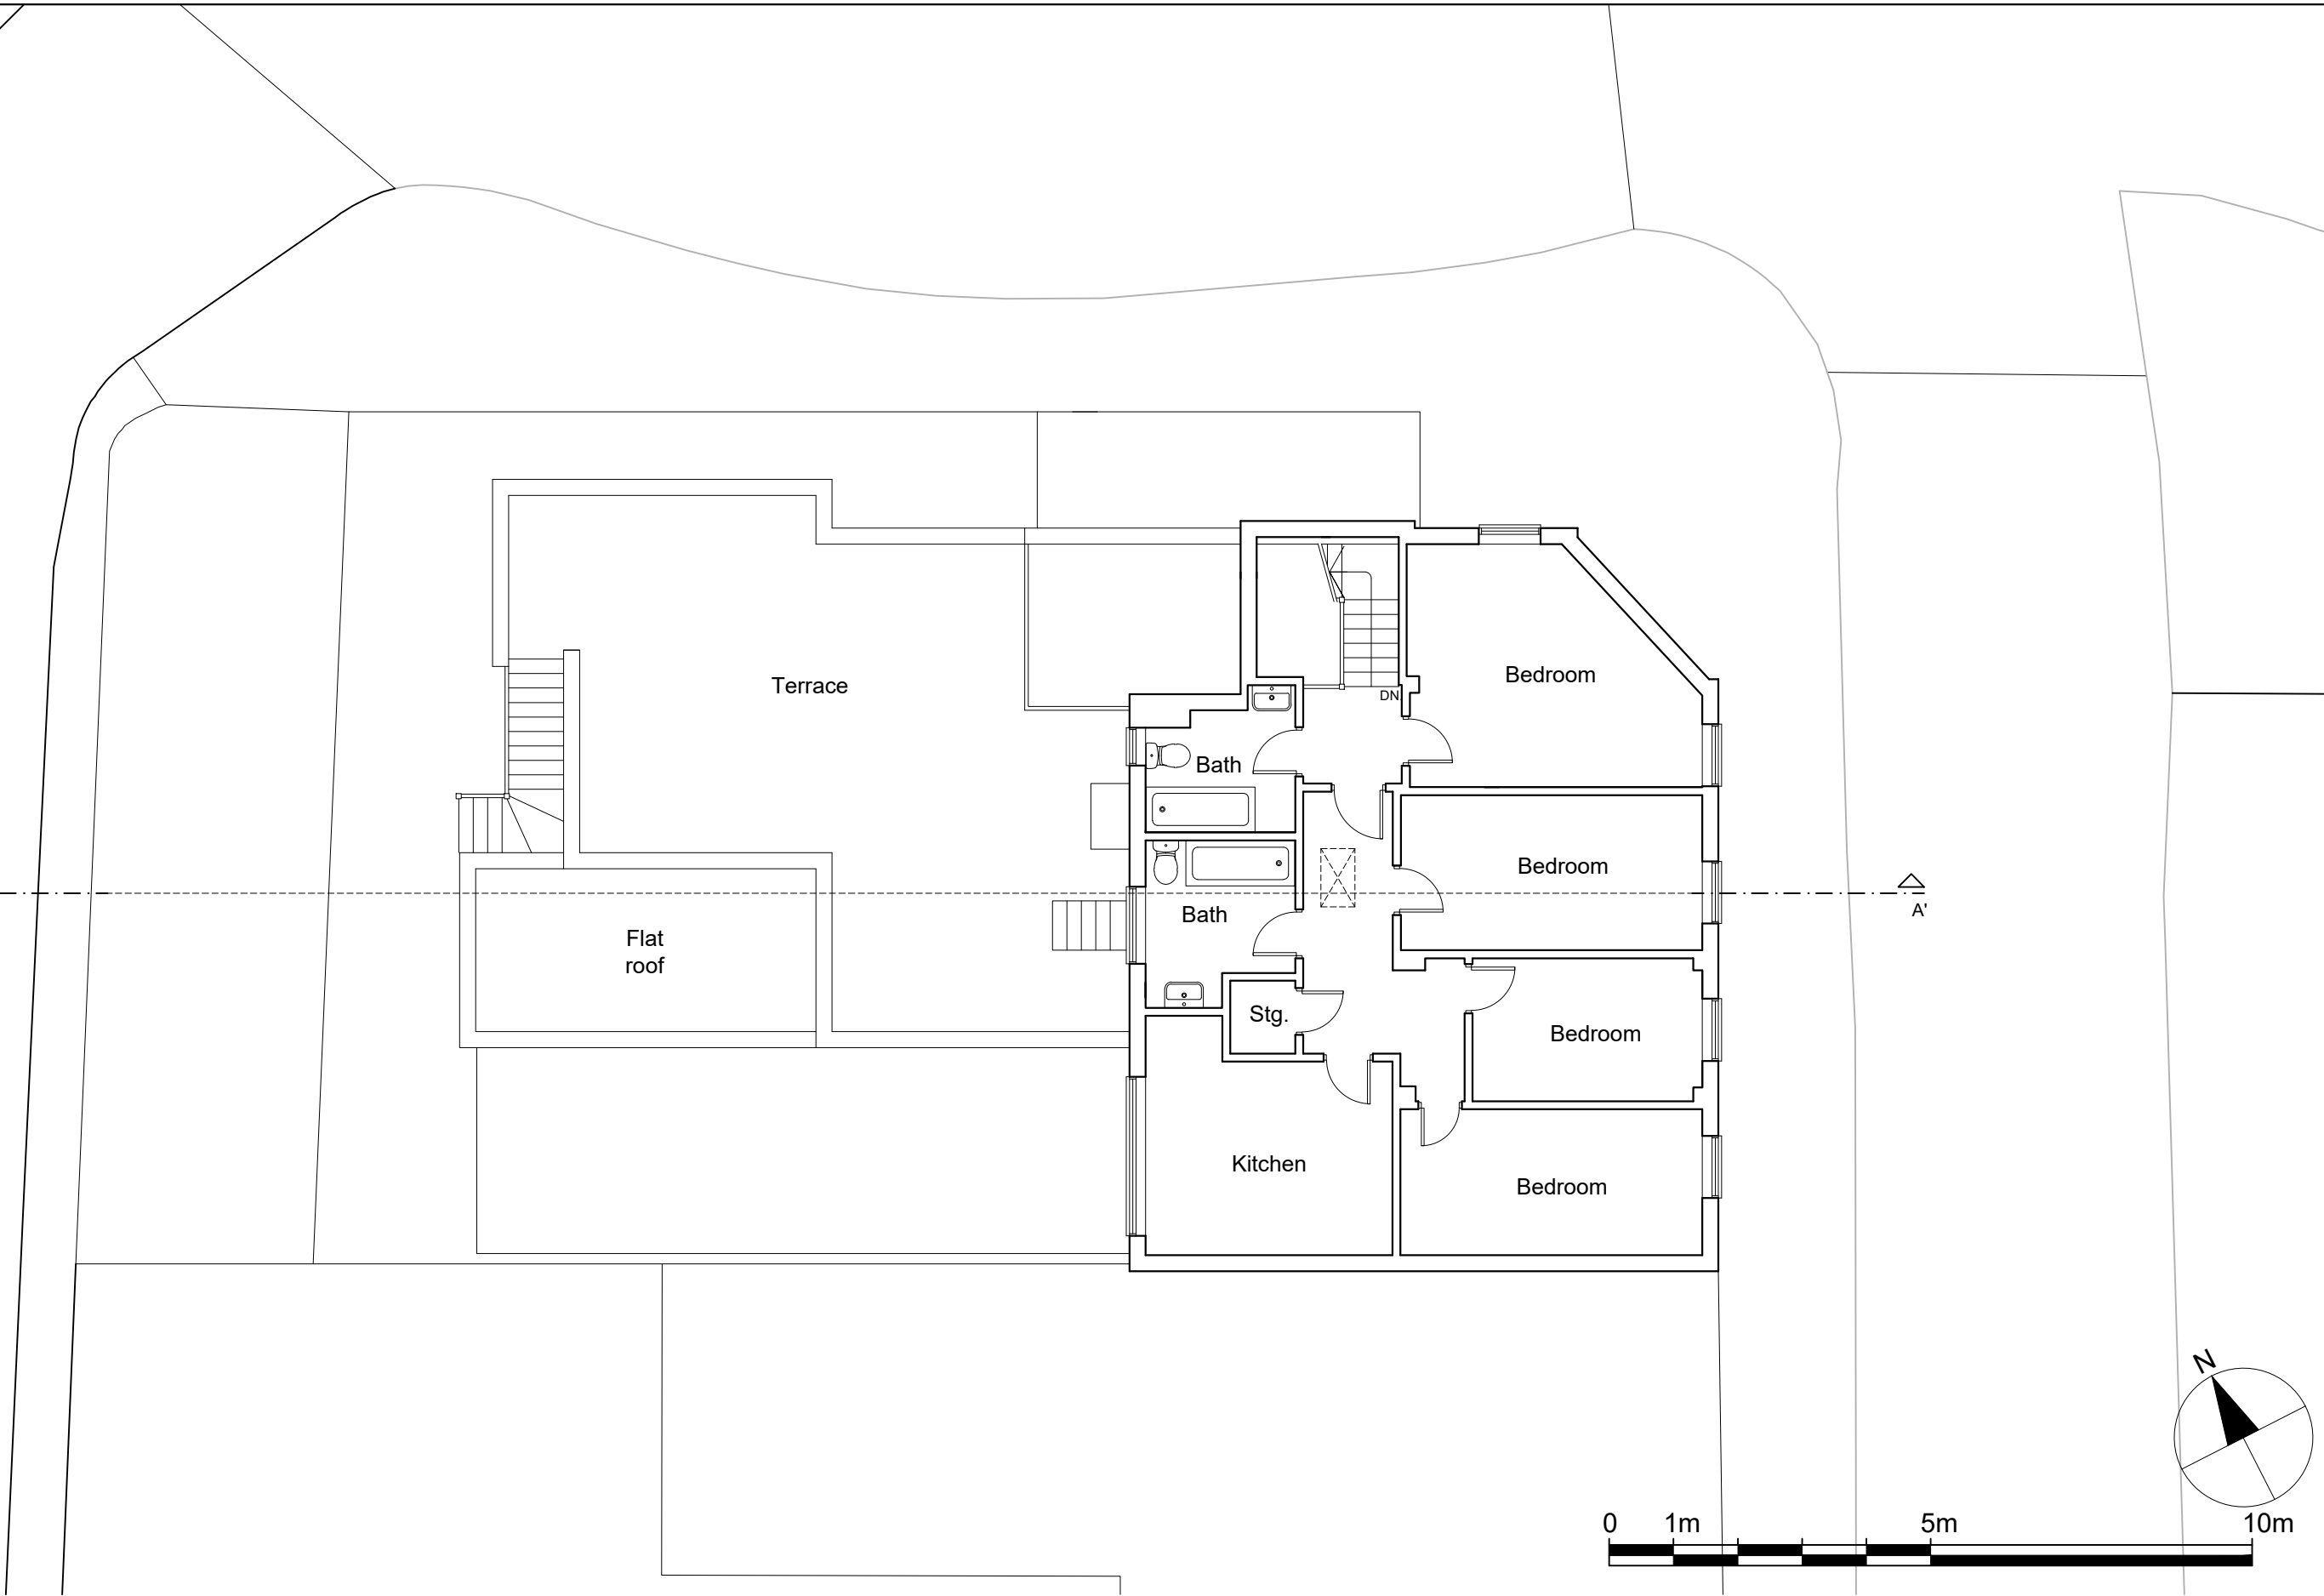 Terrace
Bedroom
DN
Bath
Bedroom
Bath
A'
Flat
roof
Stg.
Bedroom
Kitchen
Bedroom
N
0 1m 5m 10m